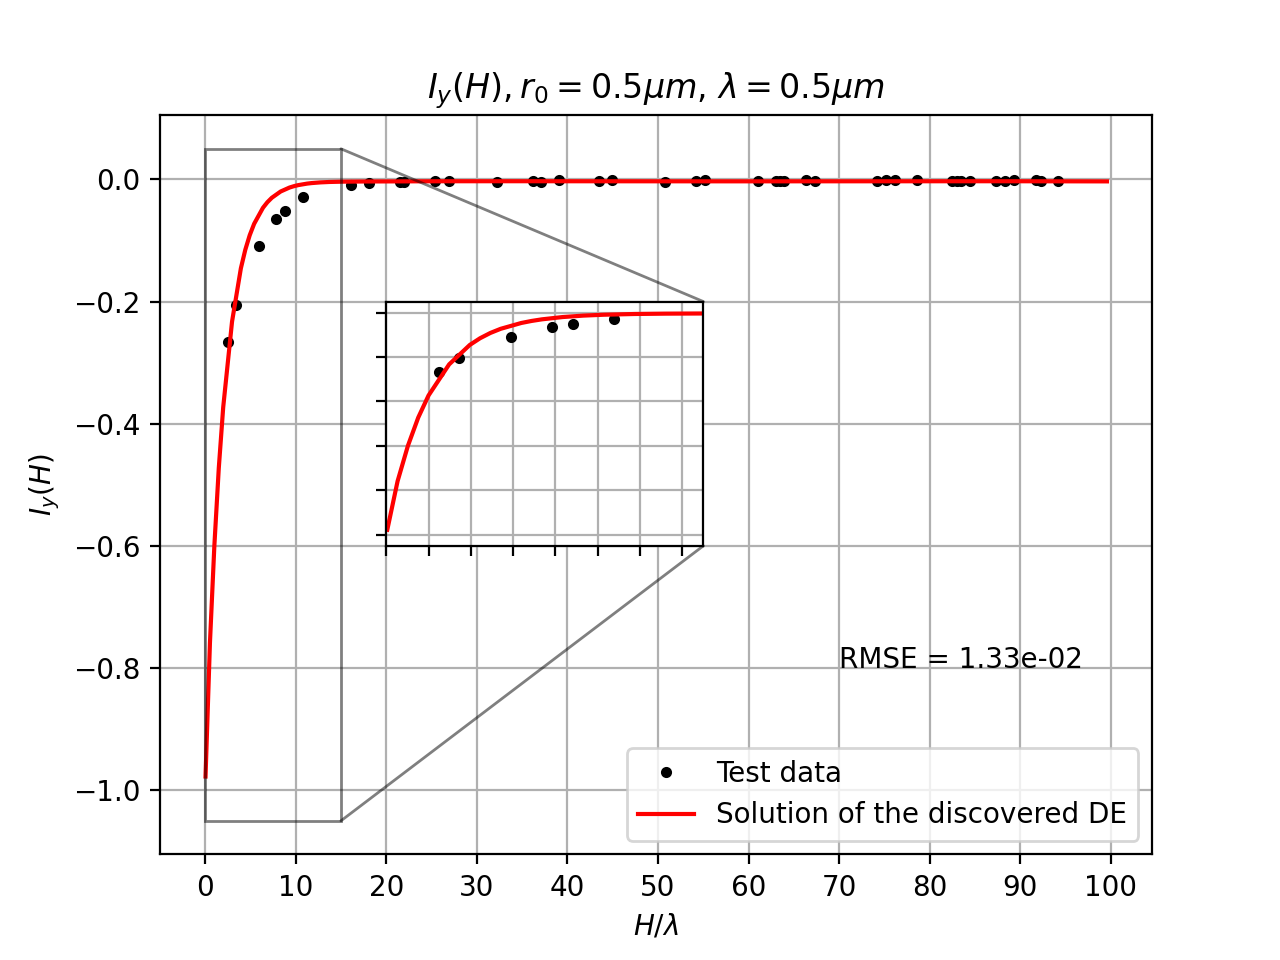 I_y(H), r_0 = 0.5μm, λ = 0.5μm
0.0
−0.2
−0.4
−0.6
−0.8
−1.0
I_y(H)
RMSE = 1.33e-02
Test data
Solution of the discovered DE
0 10 20 30 40 50 60 70 80 90 100
H/λ